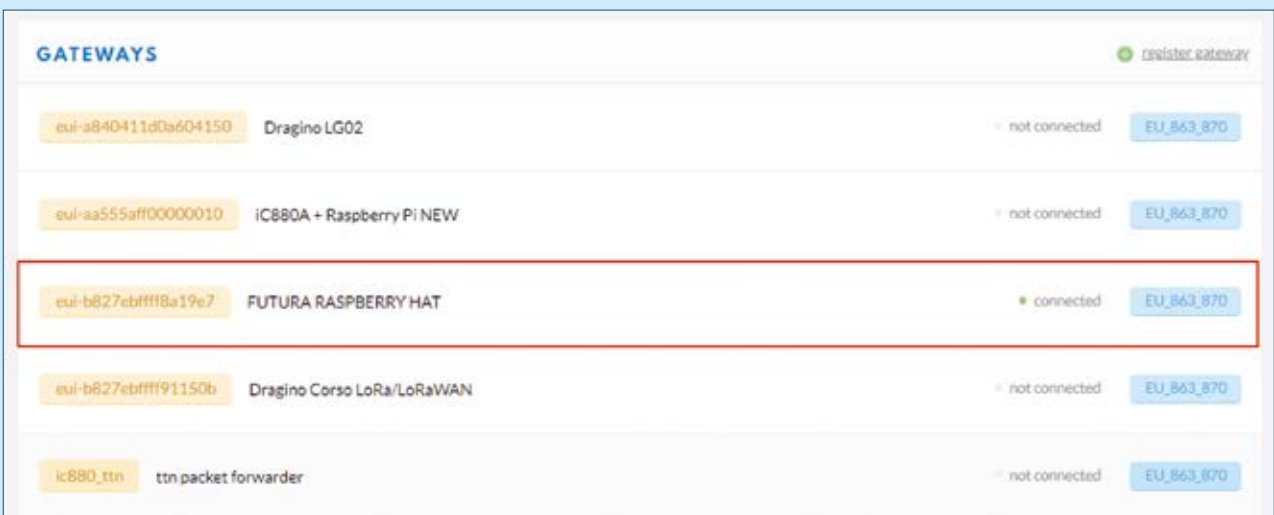 GATEWAYS
register gateway
eui-a840411d0a604150 Dragino LG02 not connected EU_863_870
eui-aa555aff00000010 iC880A + Raspberry Pi NEW not connected EU_863_870
eui-b827ebffff8a19e7 FUTURA RASPBERRY HAT connected EU_863_870
eui-b827ebffff91150b Dragino Corso LoRa/LoRaWAN not connected EU_863_870
ic880_ttn ttn packet forwarder not connected EU_863_870